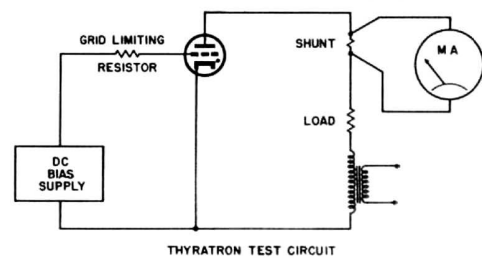 GRID LIMITING
RESISTOR
SHUNT
MA
LOAD
DC
BIAS
SUPPLY
THYRATRON TEST CIRCUIT